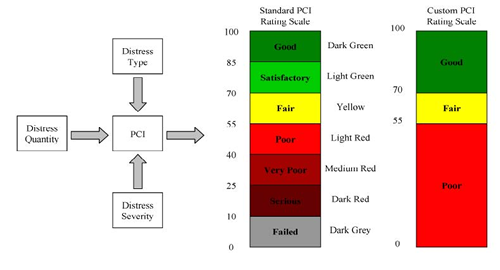 Distress
Type
Distress
Quantity
PCI
Distress
Severity
Standard PCI
Rating Scale
100
Good
Dark Green
85
Satisfactory
Light Green
70
Fair
Yellow
55
Poor
Light Red
40
Very Poor
Medium Red
25
Serious
Dark Red
10
Failed
Dark Grey
0
Custom PCI
Rating Scale
100
Good
70
Fair
55
Poor
0